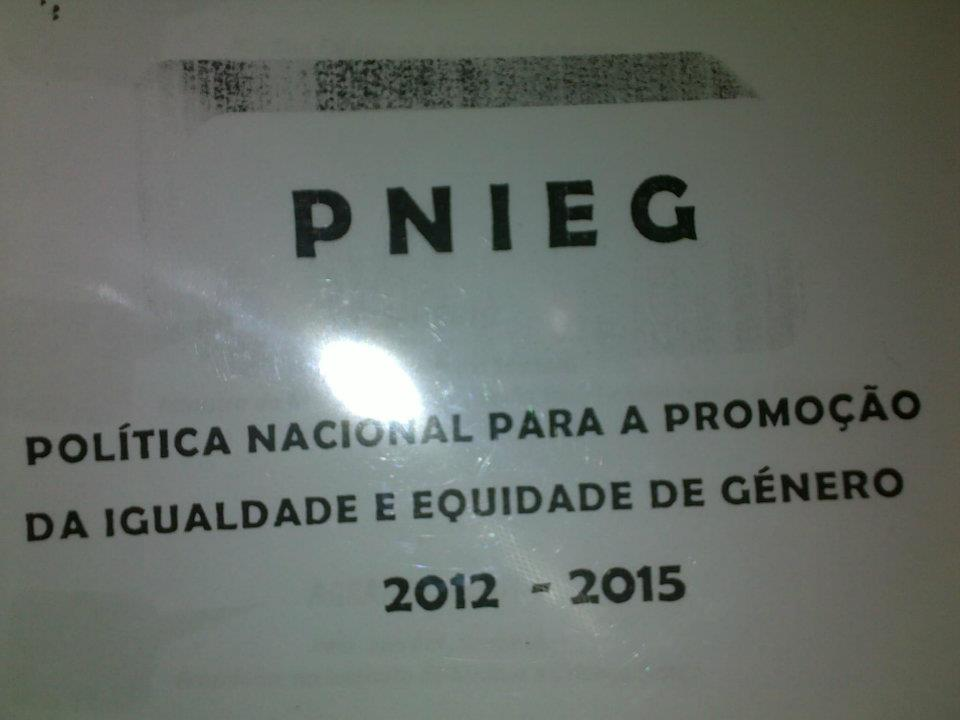 PNIEG
POLÍTICA NACIONAL PARA A PROMOÇÃO
DA IGUALDADE E EQUIDADE DE GÉNERO
2012 - 2015